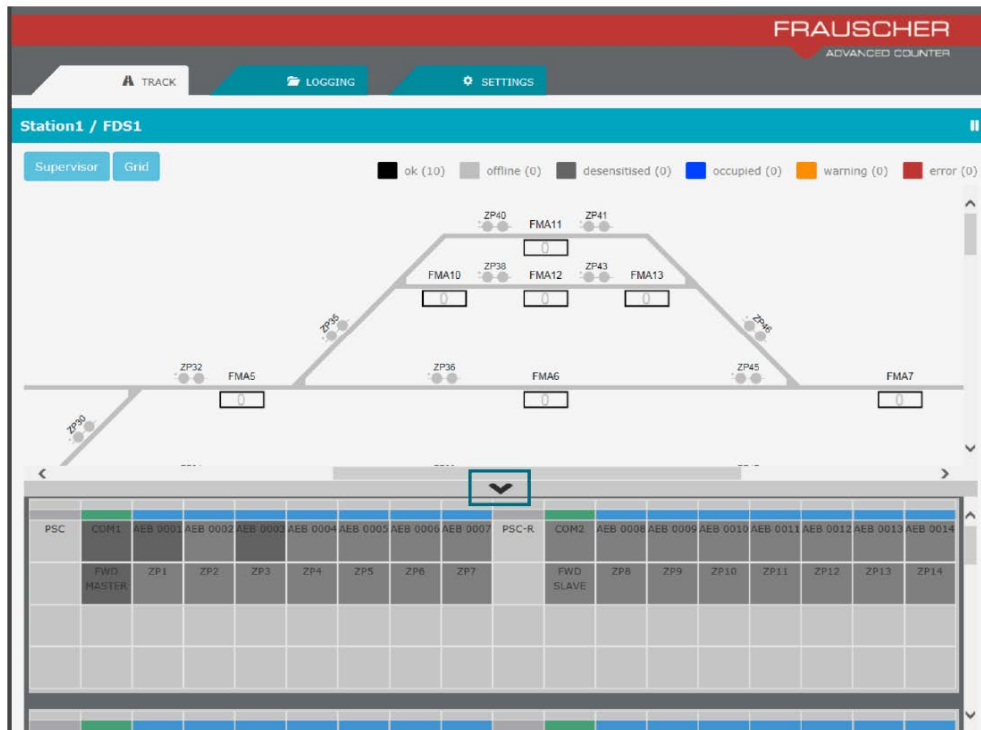 FRAUSCHER
ADVANCED COUNTER
TRACK LOGGING SETTINGS
Station1 / FDS1
Supervisor Grid ok (10) offline (0) desensitised (0) occupied (0) warning (0) error (0)
ZP40 FMA11 ZP41
0
FMA10 ZP38 FMA12 ZP43 FMA13
0 0 0
ZP35 ZP46
ZP32 FMA5 ZP36 FMA6 ZP45 FMA7
0 0 0
ZP30
PSC COM1 AEB 0001 AEB 0002 AEB 0003 AEB 0004 AEB 0005 AEB 0006 AEB 0007 PSC-R COM2 AEB 0008 AEB 0009 AEB 0010 AEB 0011 AEB 0012 AEB 0013 AEB 0014
FWD ZP1 ZP2 ZP3 ZP4 ZP5 ZP6 ZP7 FWD ZP8 ZP9 ZP10 ZP11 ZP12 ZP13 ZP14
MASTER SLAVE